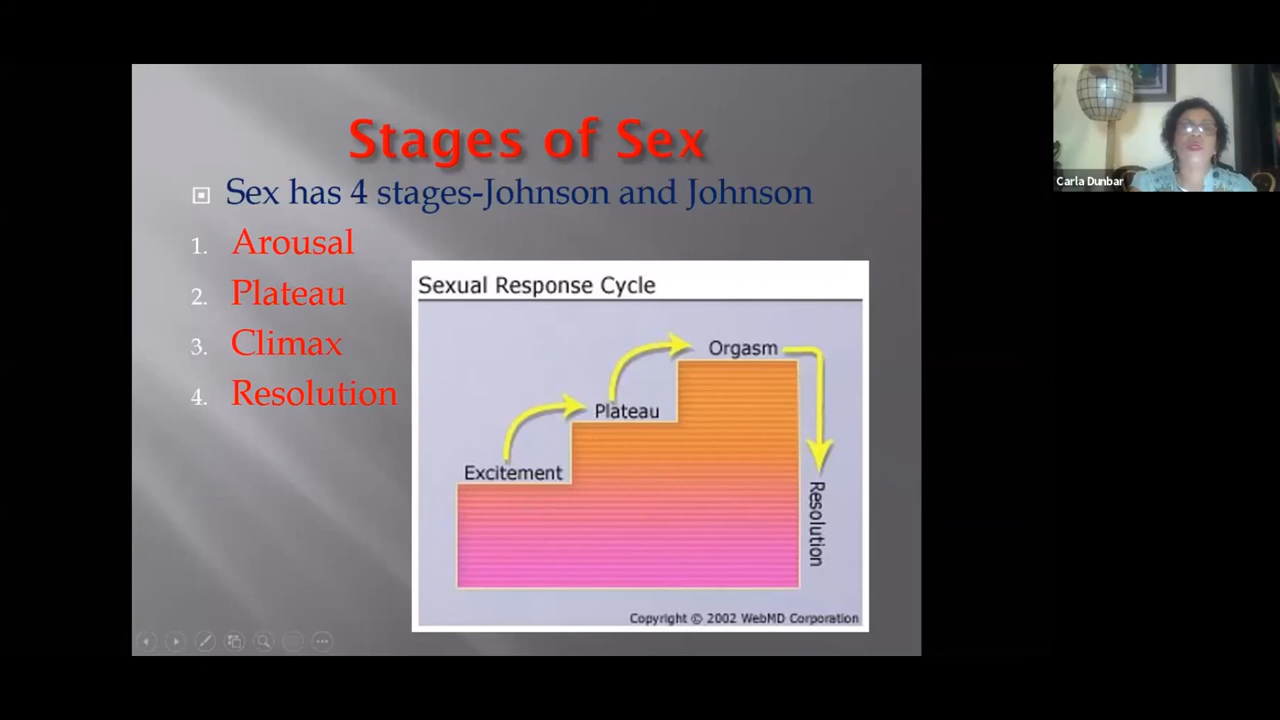 Stages of Sex
Sex has 4 stages-Johnson and Johnson
1. Arousal
2. Plateau
3. Climax
4. Resolution
Sexual Response Cycle
Orgasm
Plateau
Excitement
Resolution
Copyright © 2002 WebMD Corporation
Carla Dunbar